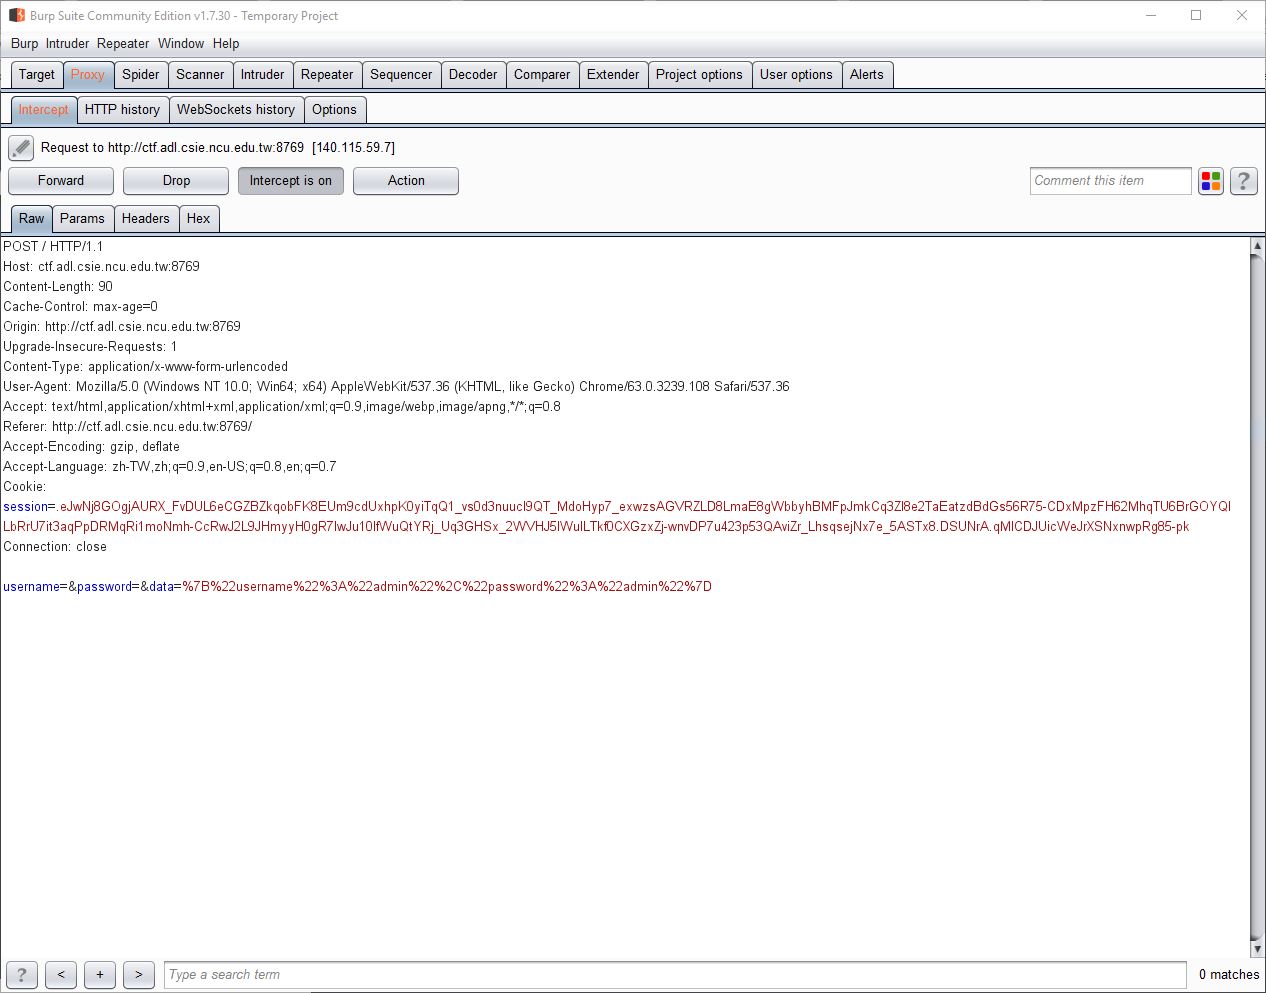 Burp Suite Community Edition v1.7.30 - Temporary Project
Burp Intruder Repeater Window Help
Target Proxy Spider Scanner Intruder Repeater Sequencer Decoder Comparer Extender Project options User options Alerts
Intercept HTTP history WebSockets history Options
Request to http://ctf.adl.csie.ncu.edu.tw:8769 [140.115.59.7]
Forward Drop Intercept is on Action Comment this item ?
Raw Params Headers Hex
POST / HTTP/1.1
Host: ctf.adl.csie.ncu.edu.tw:8769
Content-Length: 90
Cache-Control: max-age=0
Origin: http://ctf.adl.csie.ncu.edu.tw:8769
Upgrade-Insecure-Requests: 1
Content-Type: application/x-www-form-urlencoded
User-Agent: Mozilla/5.0 (Windows NT 10.0; Win64; x64) AppleWebKit/537.36 (KHTML, like Gecko) Chrome/63.0.3239.108 Safari/537.36
Accept: text/html,application/xhtml+xml,application/xml;q=0.9,image/webp,image/apng,*/*;q=0.8
Referer: http://ctf.adl.csie.ncu.edu.tw:8769/
Accept-Encoding: gzip, deflate
Accept-Language: zh-TW,zh;q=0.9,en-US;q=0.8,en;q=0.7
Cookie:
session=.eJwNj8GOgjAURX_FvDUL6eCGZBZkqobFK8EUm9cdUxhpK0yiTqQ1_vs0d3nuucI9QT_MdoHyp7_exwzsAGVRZLD8LmaE8gWbbyhBMFpJmkCq3Zl8e2TaEatzdBdGs56R75-CDxMpzFH62MhqTU6BrGOYQI
LbRrU7it3aqPpDRMqRi1moNmh-CcRwJ2L9JHmyyH0gR7IwJu10IfWuQtYRj_Uq3GHSx_2WVHJ5IWuILTkf0CXGzxZj-wnvDP7u423p53QAviZr_LhsqsejNx7e_5ASTx8.DSUNrA.qMICDJUicWeJrXSNxnwpRg85-pk
Connection: close
username=&password=&data=%7B%22username%22%3A%22admin%22%2C%22password%22%3A%22admin%22%7D
? < + > Type a search term 0 matches